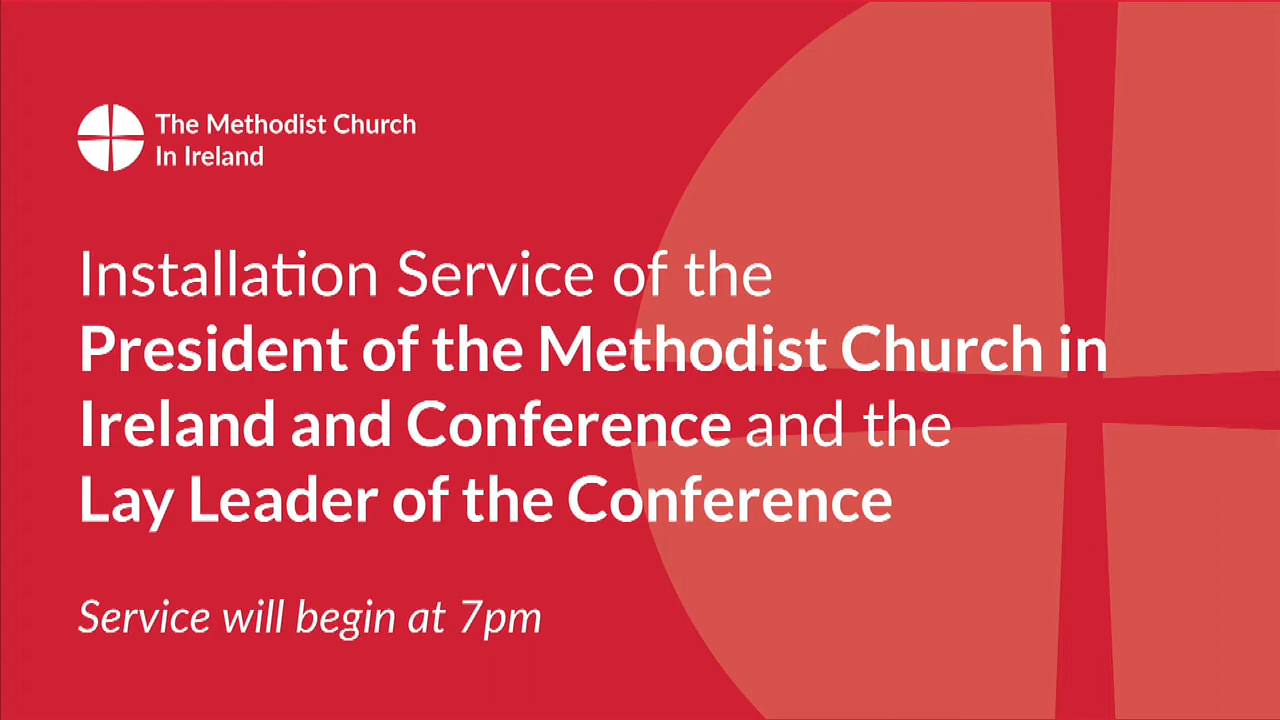 The Methodist Church
In Ireland
Installation Service of the
President of the Methodist Church in
Ireland and Conference and the
Lay Leader of the Conference
Service will begin at 7pm